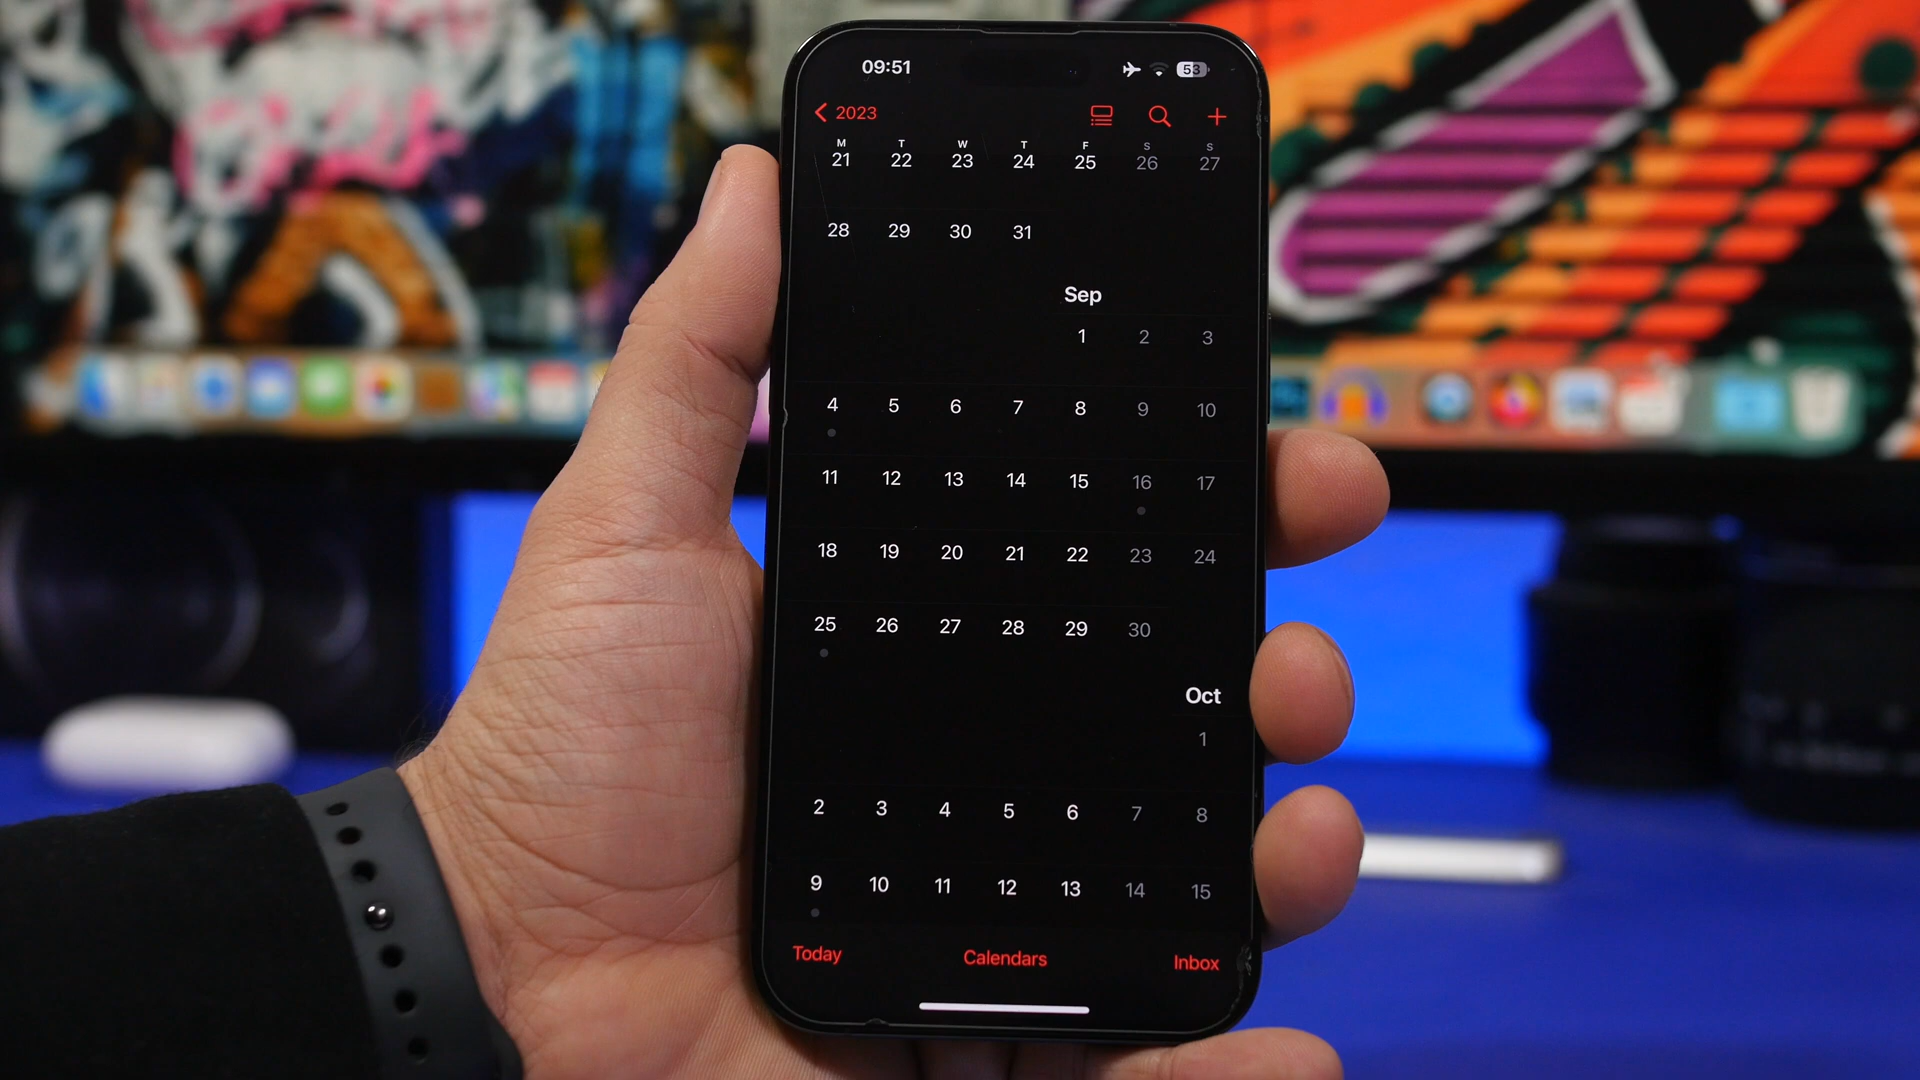 09:51 53
2023
M T W T F S S
21 22 23 24 25 26 27
28 29 30 31
Sep
1 2 3
4 5 6 7 8 9 10
11 12 13 14 15 16 17
18 19 20 21 22 23 24
25 26 27 28 29 30
Oct
1
2 3 4 5 6 7 8
9 10 11 12 13 14 15
Today Calendars Inbox